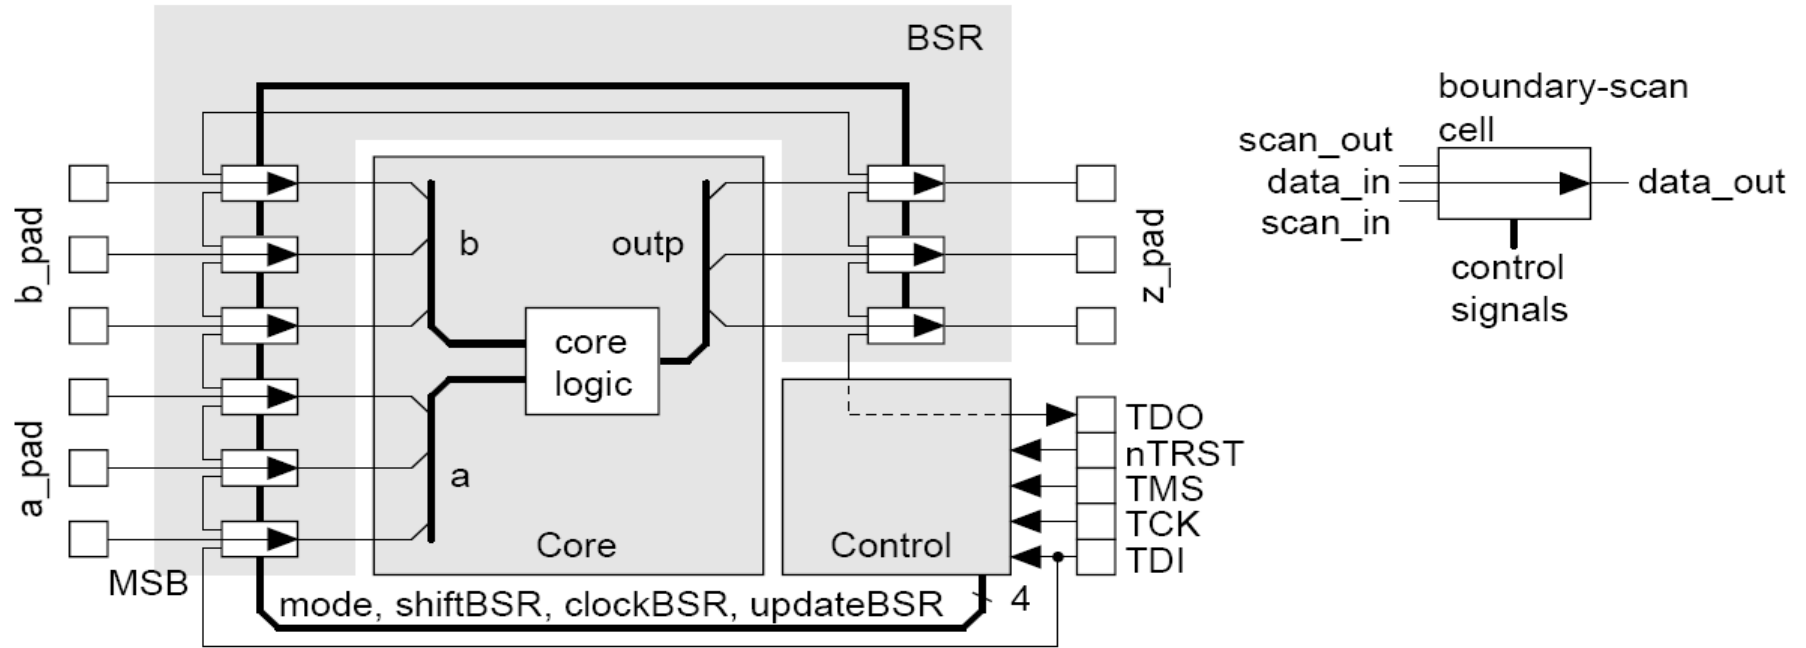 BSR
b_pad
a_pad
MSB
b
a
outp
core
logic
Core
Control
z_pad
TDO
nTRST
TMS
TCK
TDI
mode, shiftBSR, clockBSR, updateBSR
4
boundary-scan
cell
scan_out
data_in
scan_in
data_out
control
signals